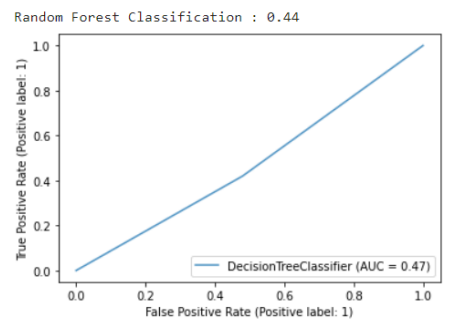 Random Forest Classification : 0.44
1.0
0.8
0.6
0.4
0.2
0.0
True Positive Rate (Positive label: 1)
DecisionTreeClassifier (AUC = 0.47)
0.0 0.2 0.4 0.6 0.8 1.0
False Positive Rate (Positive label: 1)